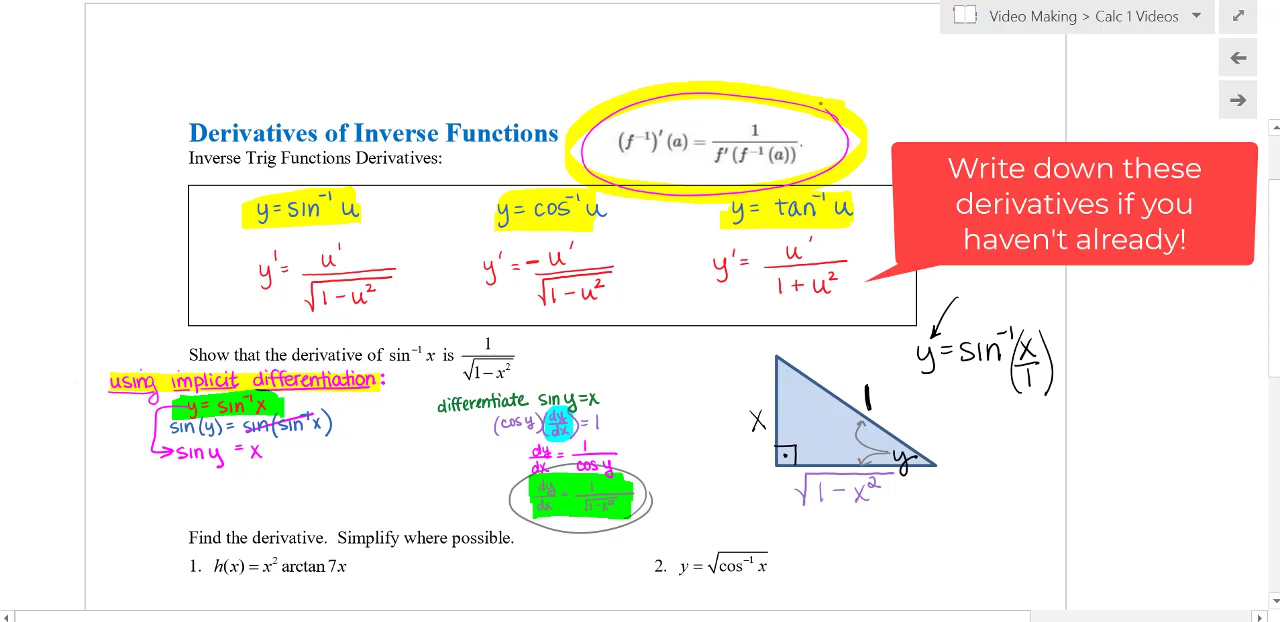 Video Making > Calc 1 Videos
Derivatives of Inverse Functions
(f⁻¹)′(a) = 1 / f′(f⁻¹(a)).
Inverse Trig Functions Derivatives:
Write down these
derivatives if you
haven't already!
y = sin⁻¹ u
y = cos⁻¹ u
y = tan⁻¹ u
y' = u' / √(1 − u²)
y' = −u' / √(1 − u²)
y' = u' / (1 + u²)
Show that the derivative of sin⁻¹ x is 1 / √(1 − x²)
using implicit differentiation:
y = sin⁻¹x
sin(y) = sin(sin⁻¹x)
sin y = x
differentiate sin y = x
(cos y)(dy/dx) = 1
dy/dx = 1 / cos y
dy/dx = 1 / √(1−x²)
y = sin⁻¹(x/1)
x
1
y
√(1 − x²)
Find the derivative. Simplify where possible.
1. h(x) = x² arctan 7x
2. y = √(cos⁻¹ x)